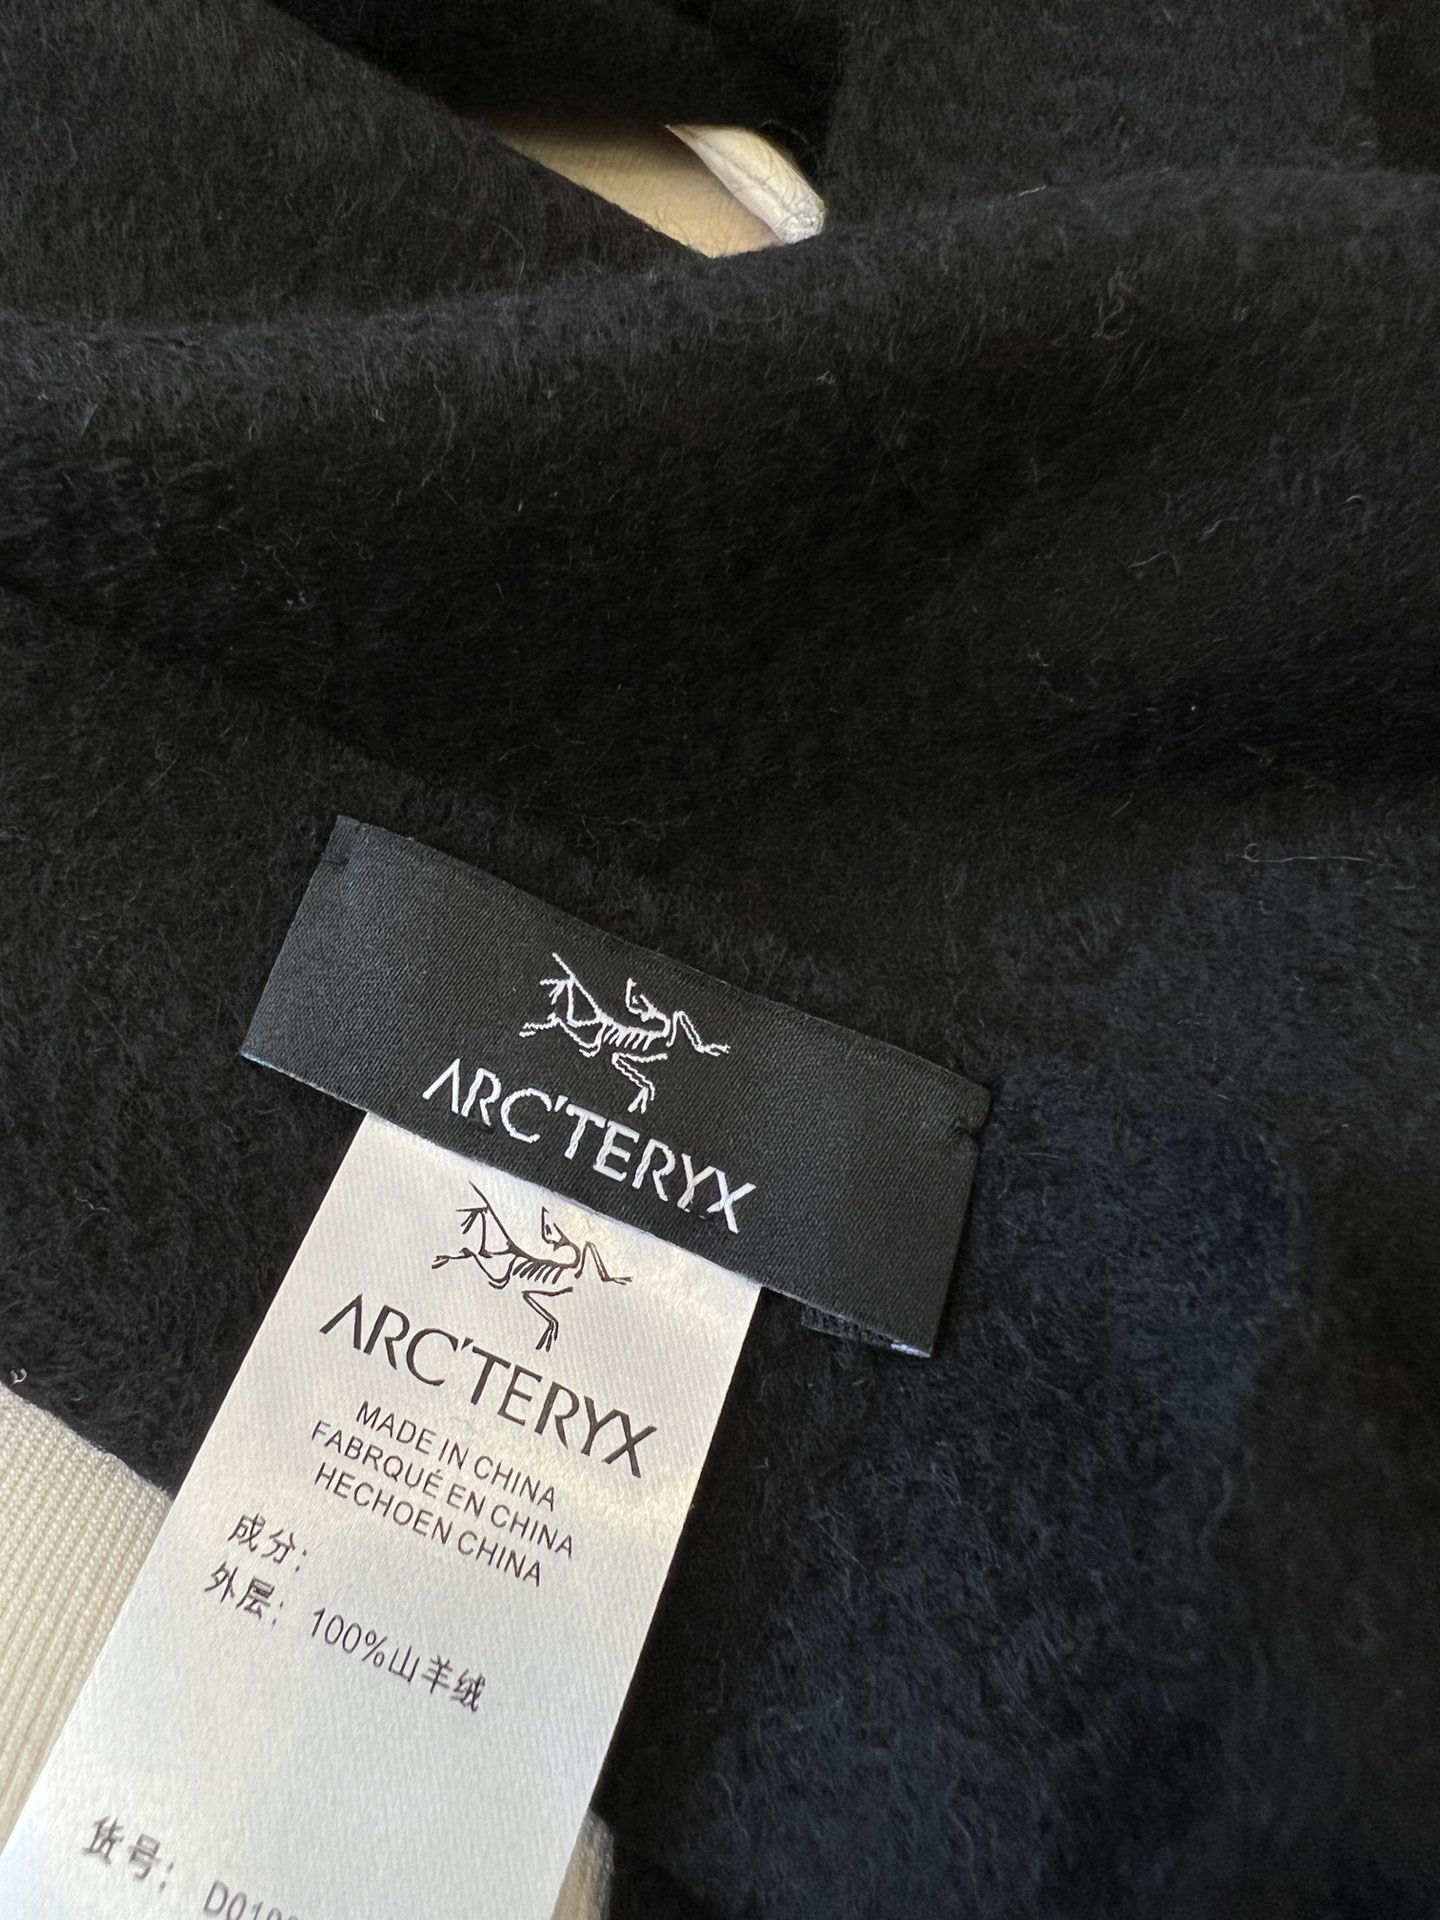 ARC'TERYX
ARC'TERYX
MADE IN CHINA
FABRQUÉ EN CHINA
HECHOEN CHINA
成分:
外层: 100%山羊绒
货号: